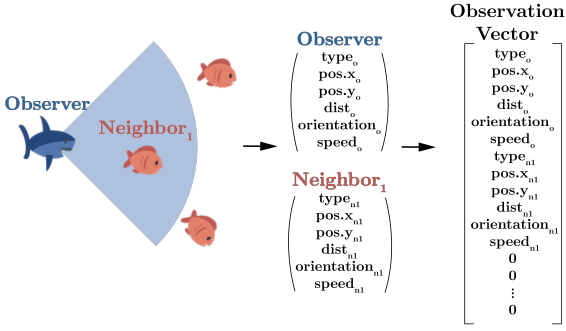 Observer
Neighbor₁
Observer
typeₒ
pos.xₒ
pos.yₒ
distₒ
orientationₒ
speedₒ
Neighbor₁
typeₙ₁
pos.xₙ₁
pos.yₙ₁
distₙ₁
orientationₙ₁
speedₙ₁
Observation
Vector
typeₒ
pos.xₒ
pos.yₒ
distₒ
orientationₒ
speedₒ
typeₙ₁
pos.xₙ₁
pos.yₙ₁
distₙ₁
orientationₙ₁
speedₙ₁
0
0
⋮
0